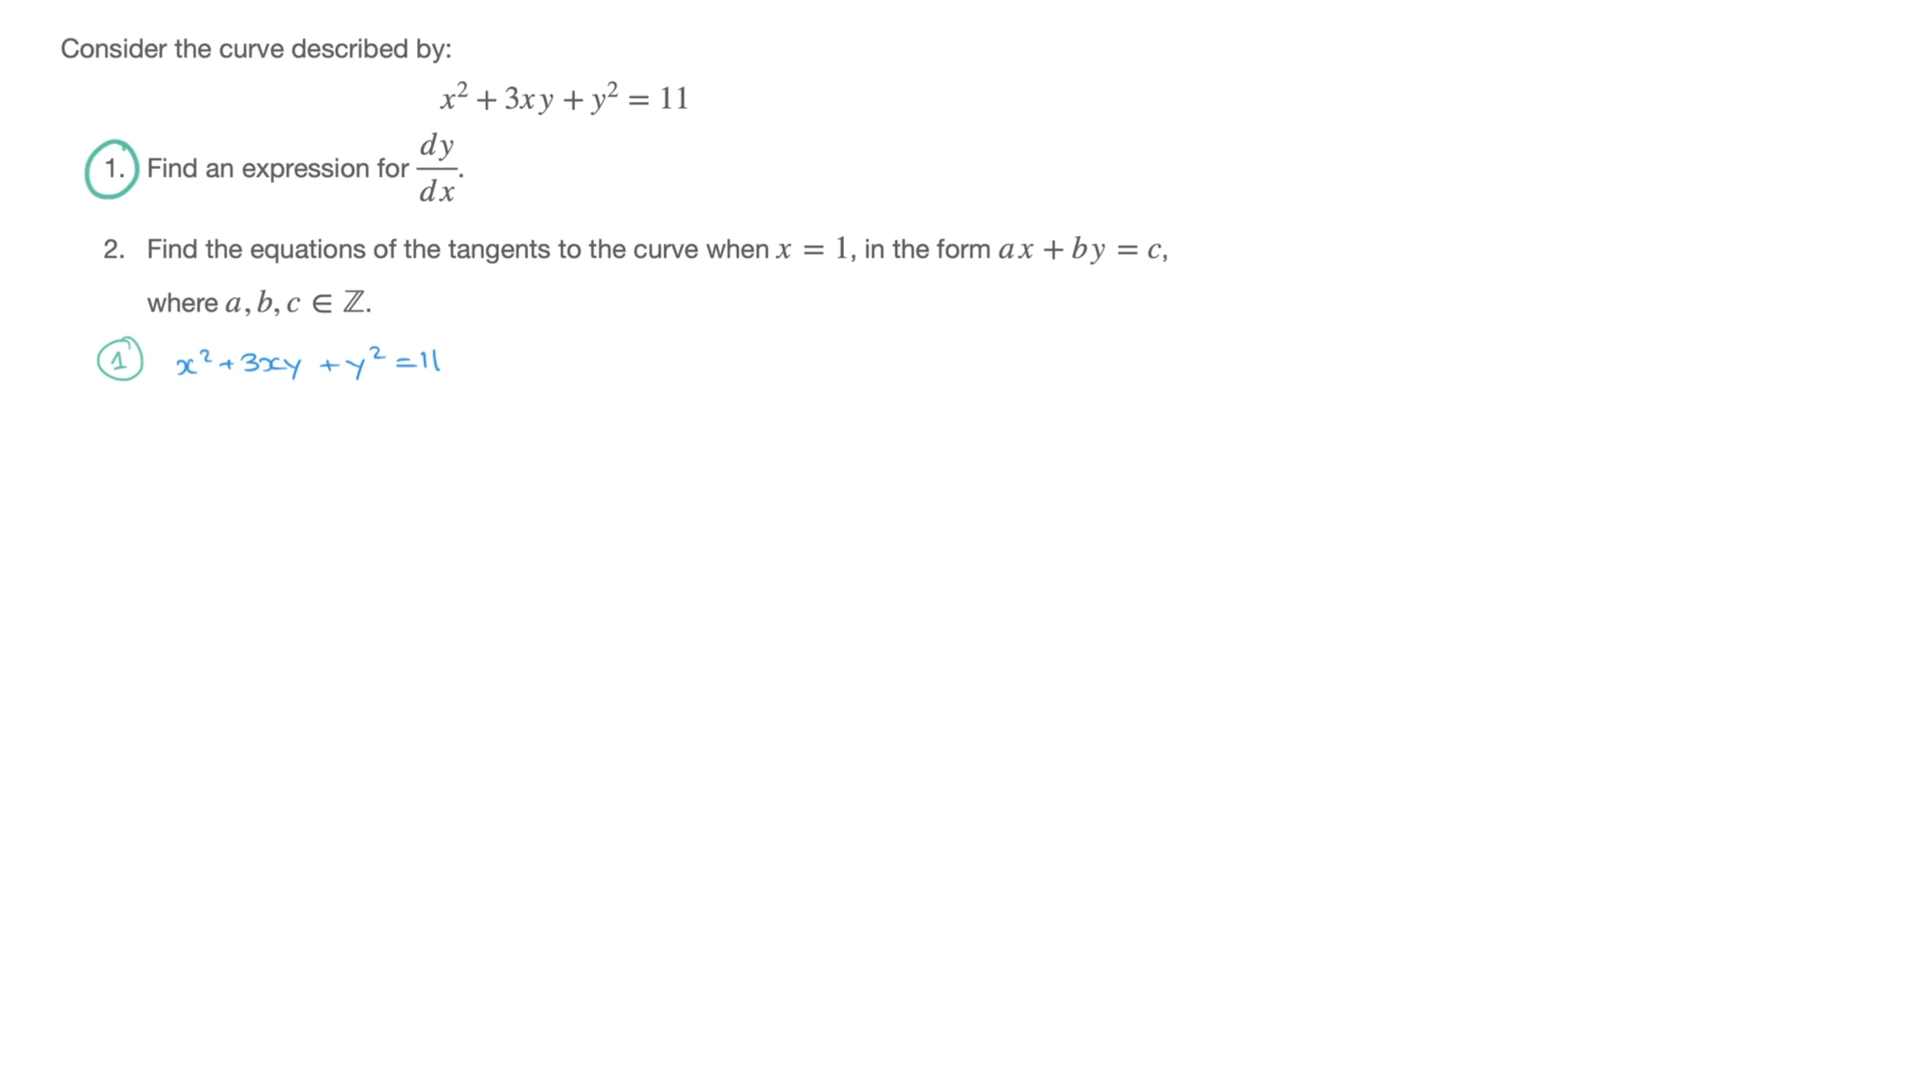 Consider the curve described by:
x² + 3xy + y² = 11
1. Find an expression for dy/dx.
2. Find the equations of the tangents to the curve when x = 1, in the form ax + by = c,
where a, b, c ∈ ℤ.
1 x² + 3xy + y² = 11